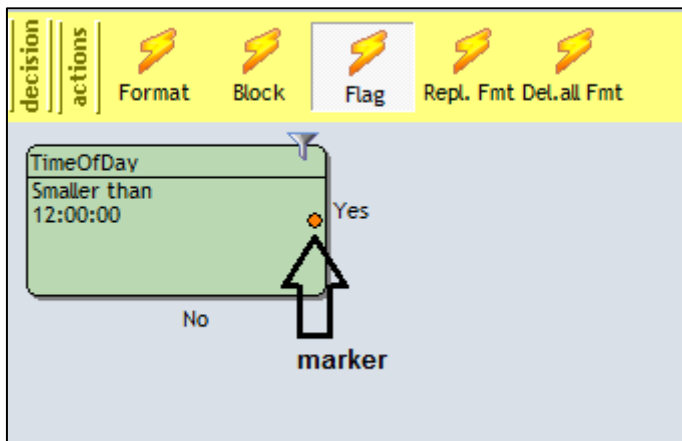 decision
actions
Format Block Flag Repl. Fmt Del.all Fmt
TimeOfDay
Smaller than
12:00:00
Yes
No
marker